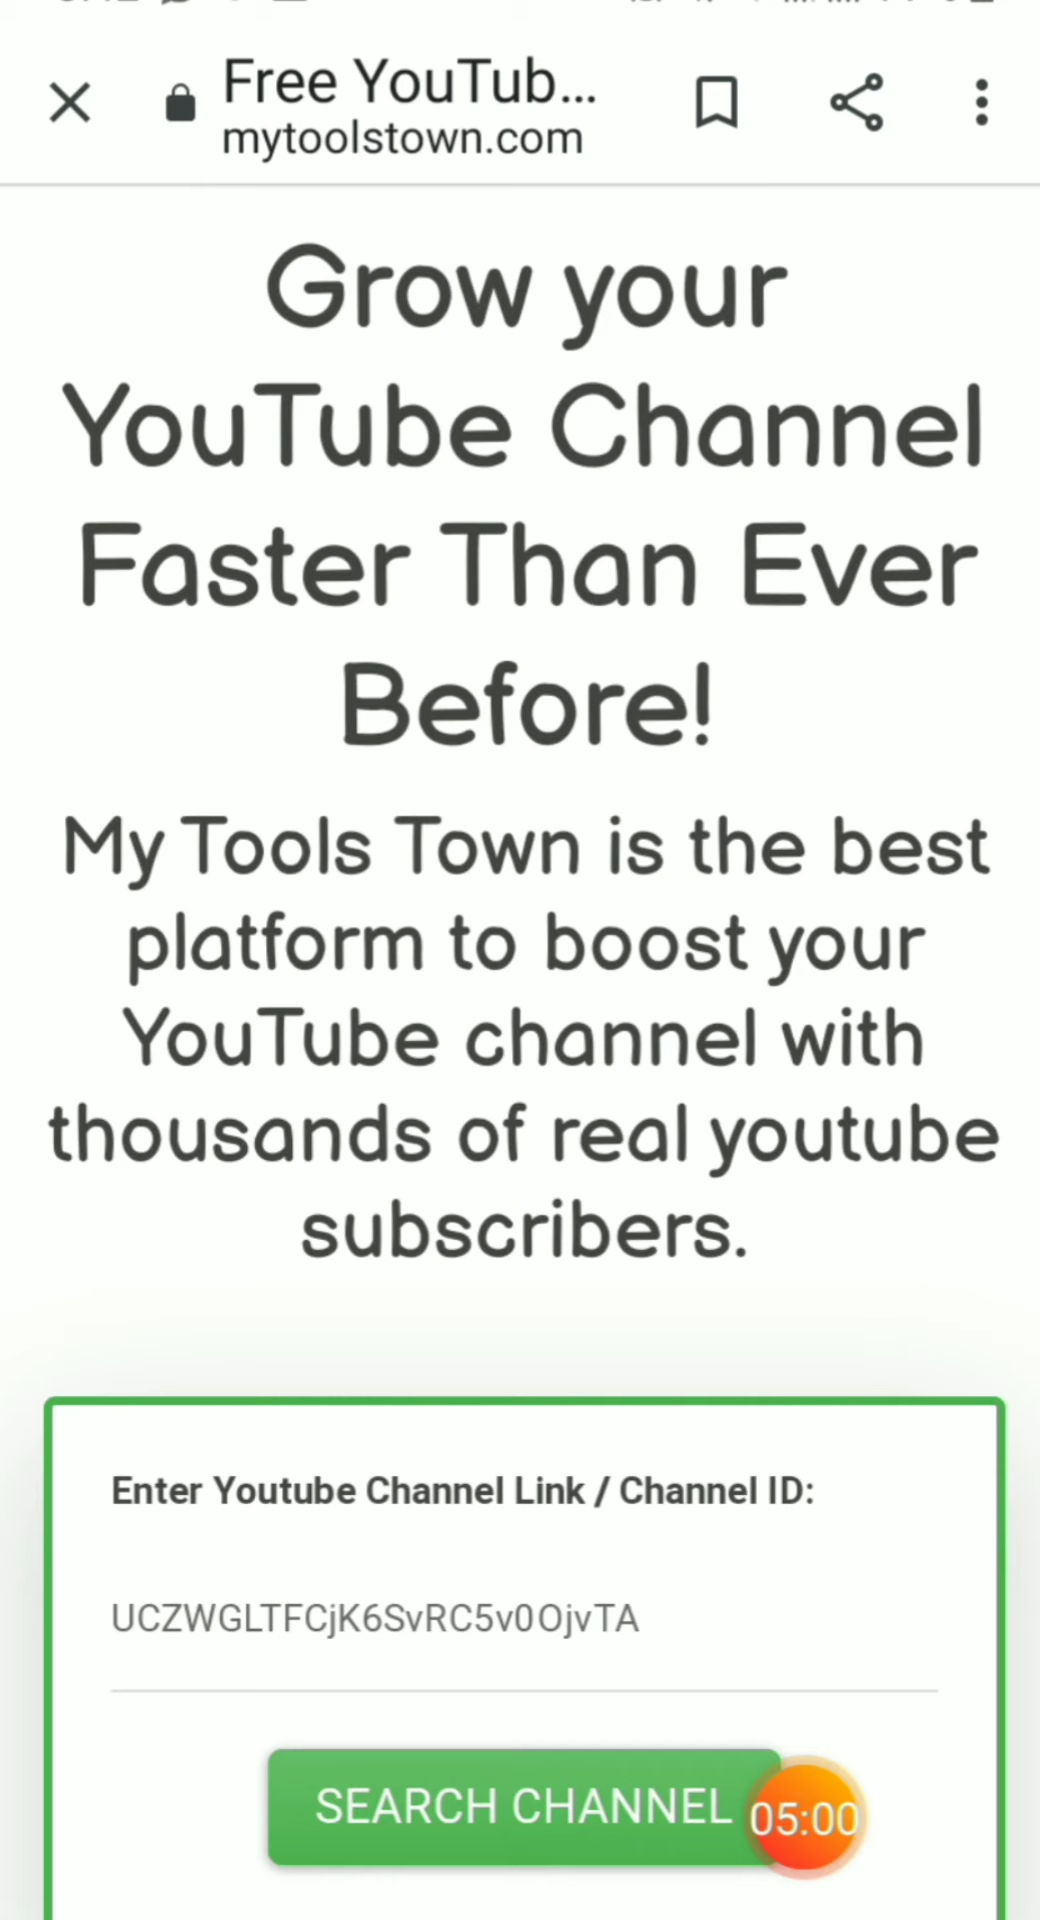 Free YouTub...
mytoolstown.com
Grow your
YouTube Channel
Faster Than Ever
Before!
My Tools Town is the best
platform to boost your
YouTube channel with
thousands of real youtube
subscribers.
Enter Youtube Channel Link / Channel ID:
UCZWGLTFCjK6SvRC5v0OjvTA
SEARCH CHANNEL
05:00